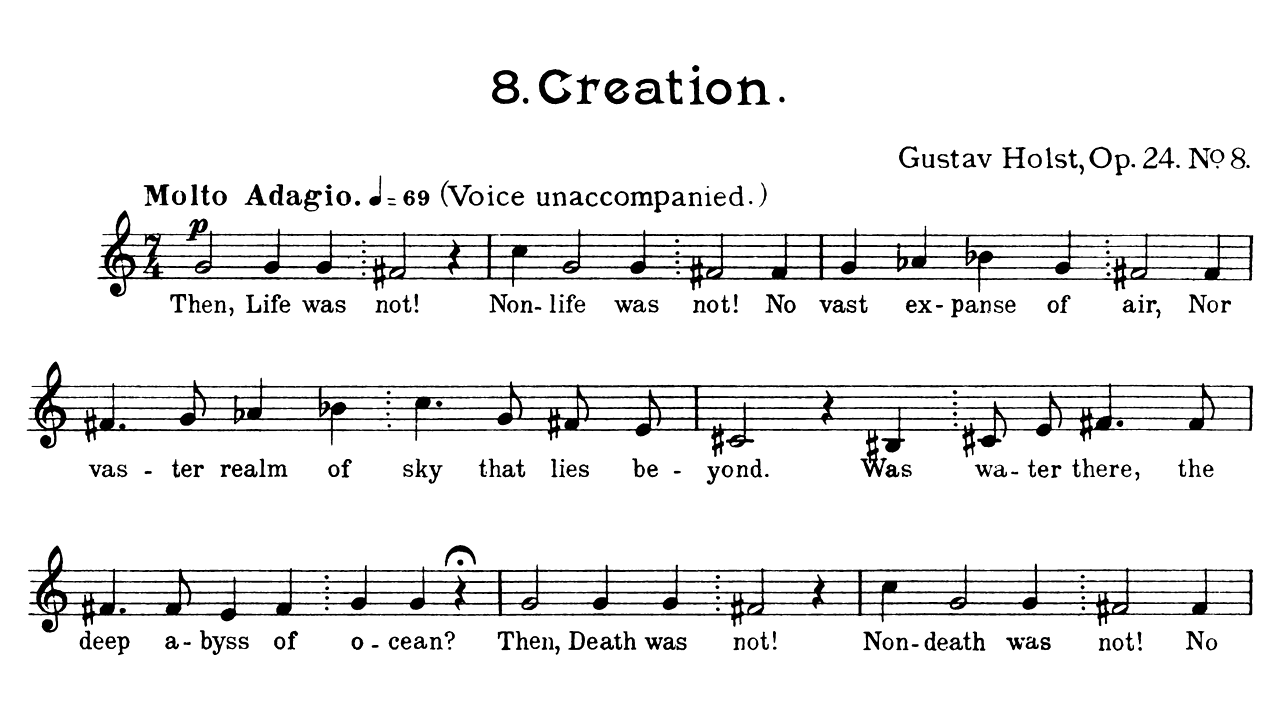 8. Creation.
Gustav Holst, Op. 24. No 8.
Molto Adagio. ♩= 69 (Voice unaccompanied.)
p
7
4
Then, Life was not! Non-life was not! No vast ex-panse of air, Nor
vas-ter realm of sky that lies be-yond. Was wa-ter there, the
deep a-byss of o-cean? Then, Death was not! Non-death was not! No